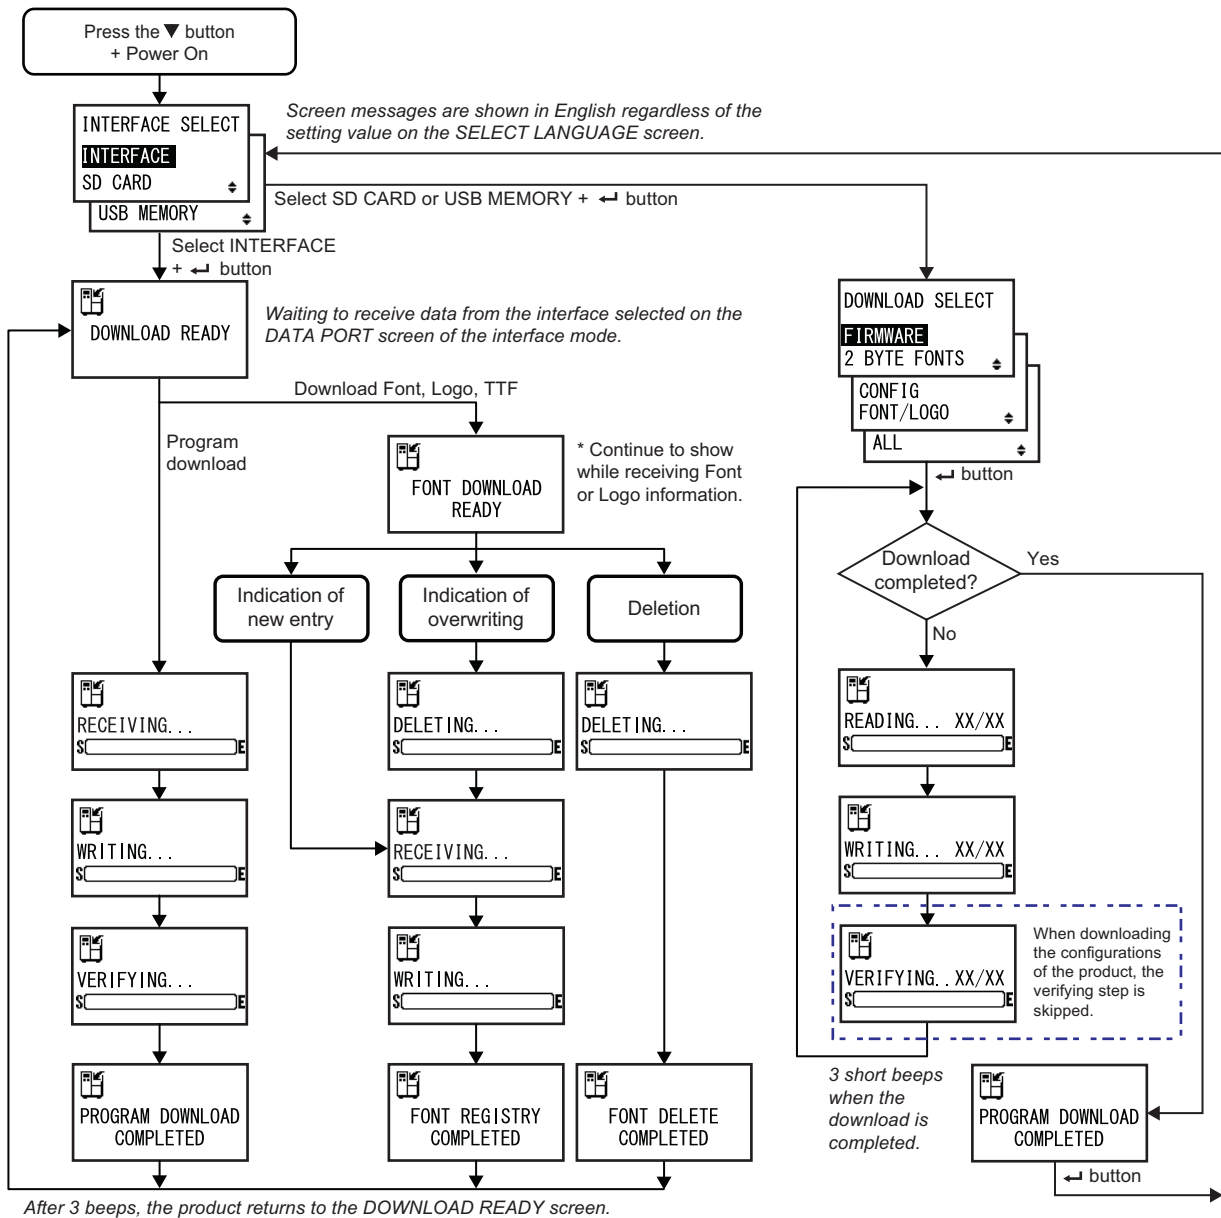 Press the ▼ button
+ Power On
INTERFACE SELECT
INTERFACE
SD CARD
USB MEMORY
Screen messages are shown in English regardless of the
setting value on the SELECT LANGUAGE screen.
Select SD CARD or USB MEMORY + ↵ button
Select INTERFACE
+ ↵ button
DOWNLOAD READY
Waiting to receive data from the interface selected on the
DATA PORT screen of the interface mode.
Download Font, Logo, TTF
Program
download
FONT DOWNLOAD
READY
* Continue to show
while receiving Font
or Logo information.
Indication of
new entry
Indication of
overwriting
Deletion
RECEIVING...
S E
WRITING...
S E
VERIFYING...
S E
PROGRAM DOWNLOAD
COMPLETED
DELETING...
S E
RECEIVING...
S E
WRITING...
S E
FONT REGISTRY
COMPLETED
DELETING...
S E
FONT DELETE
COMPLETED
After 3 beeps, the product returns to the DOWNLOAD READY screen.
DOWNLOAD SELECT
FIRMWARE
2 BYTE FONTS
CONFIG
FONT/LOGO
ALL
↵ button
Download
completed?
Yes
No
READING... XX/XX
S E
WRITING... XX/XX
S E
VERIFYING..XX/XX
S E
When downloading
the configurations
of the product, the
verifying step is
skipped.
3 short beeps
when the
download is
completed.
PROGRAM DOWNLOAD
COMPLETED
↵ button